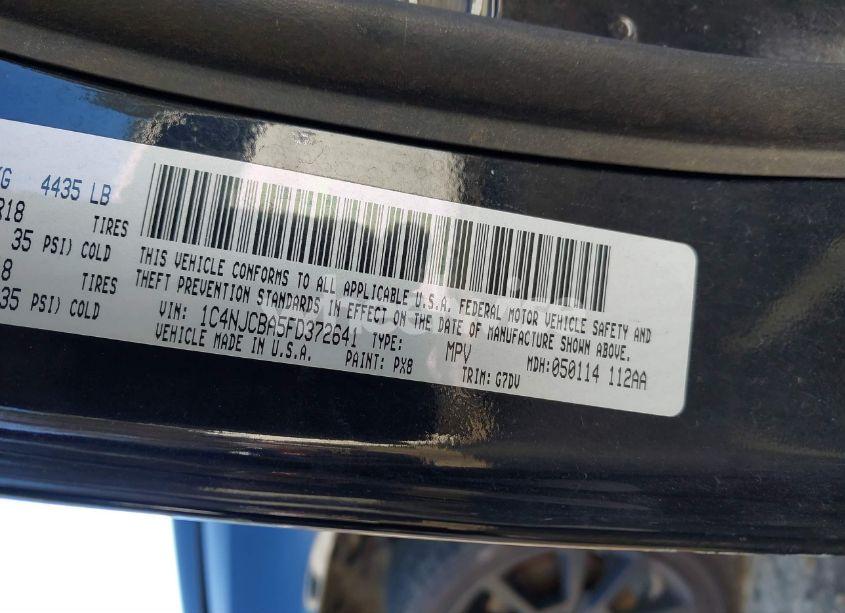 KG 4435 LB
R18 TIRES
35 PSI) COLD
8 TIRES
35 PSI) COLD
THIS VEHICLE CONFORMS TO ALL APPLICABLE U.S.A. FEDERAL MOTOR VEHICLE SAFETY AND
THEFT PREVENTION STANDARDS IN EFFECT ON THE DATE OF MANUFACTURE SHOWN ABOVE.
VIN: 1C4NJCBA5FD372641 TYPE: MPV MDH:050114 112AA
VEHICLE MADE IN U.S.A. PAINT: PX8 TRIM: G7DV